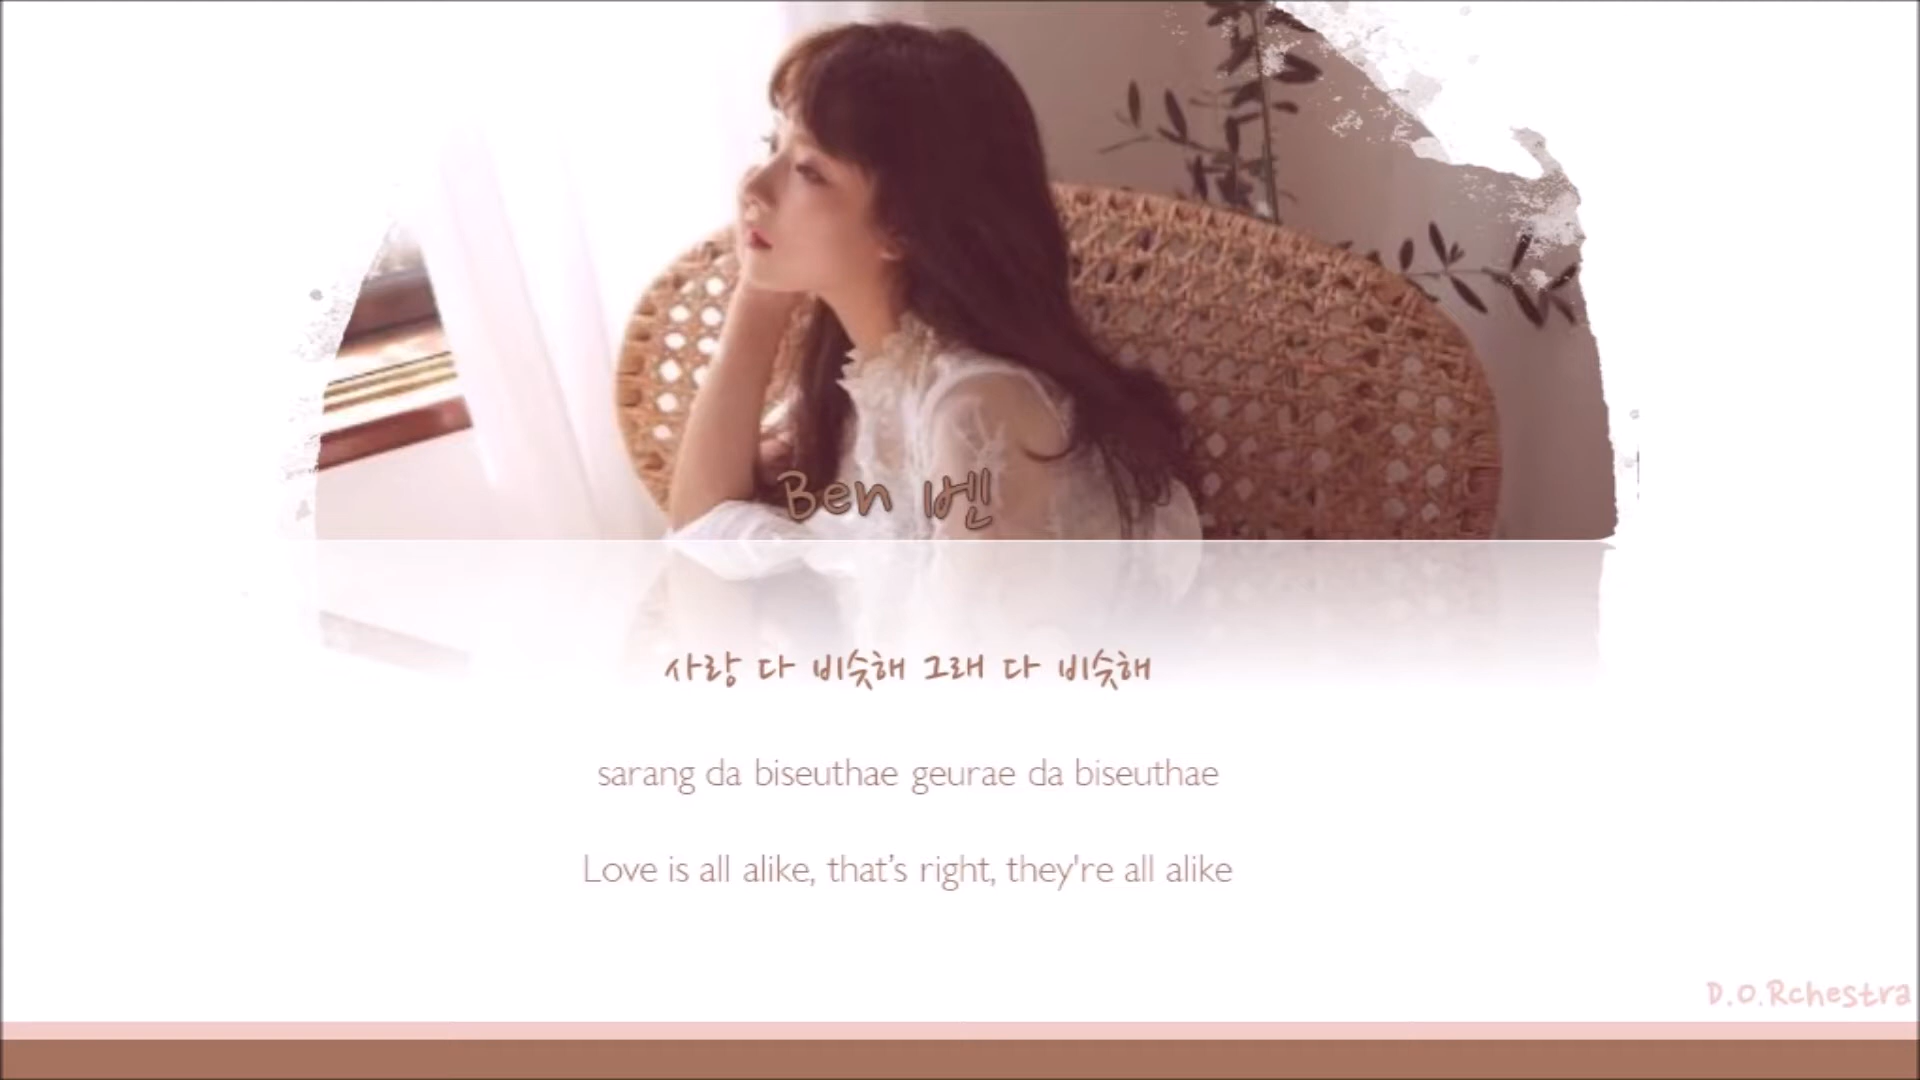 Ben 벤
사랑 다 비슷해 그래 다 비슷해
sarang da biseuthae geurae da biseuthae
Love is all alike, that's right, they're all alike
D.O.Rchestra